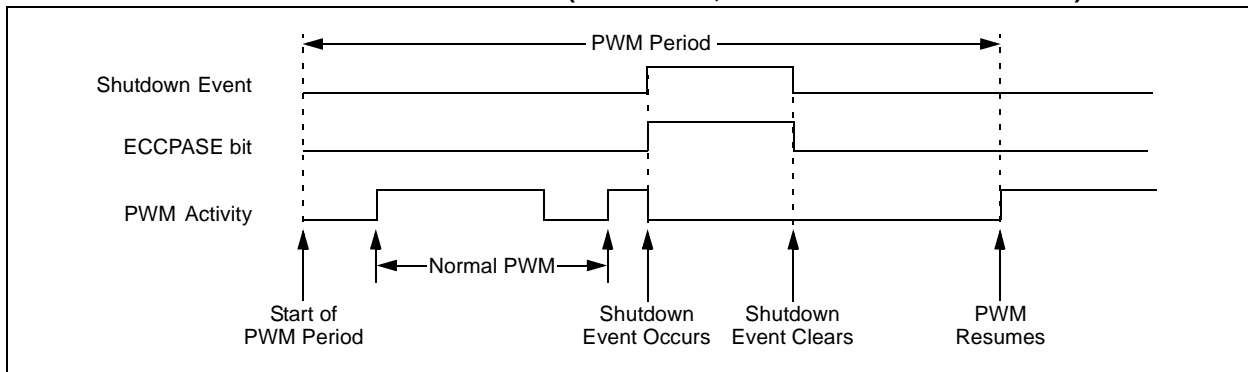 PWM Period
Shutdown Event
ECCPASE bit
PWM Activity
Normal PWM
Start of
PWM Period
Shutdown
Event Occurs
Shutdown
Event Clears
PWM
Resumes